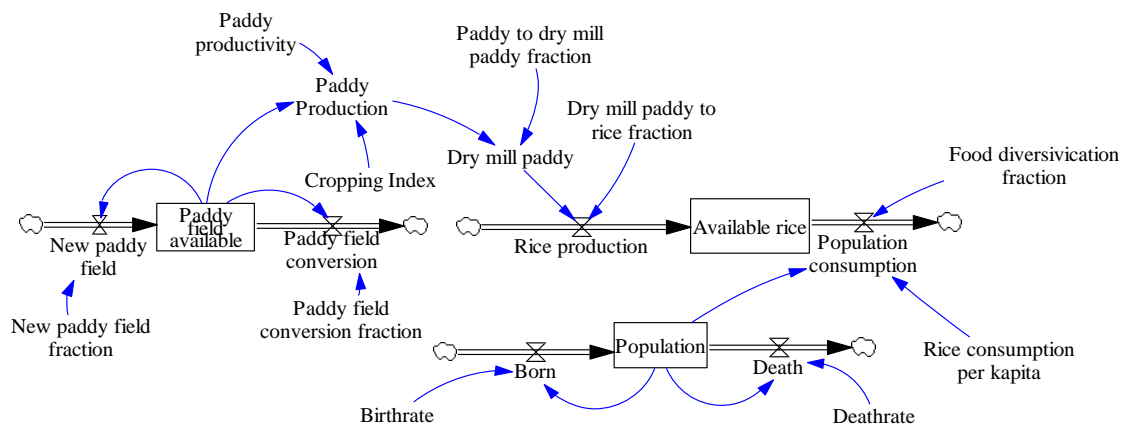 Paddy
productivity
Paddy to dry mill
paddy fraction
Paddy
Production
Dry mill paddy to
rice fraction
Dry mill paddy
Food diversivication
fraction
Cropping Index
Paddy
field
available
New paddy
field
Paddy field
conversion
Rice production
Available rice
Population
consumption
New paddy field
fraction
Paddy field
conversion fraction
Born
Population
Death
Rice consumption
per kapita
Birthrate
Deathrate